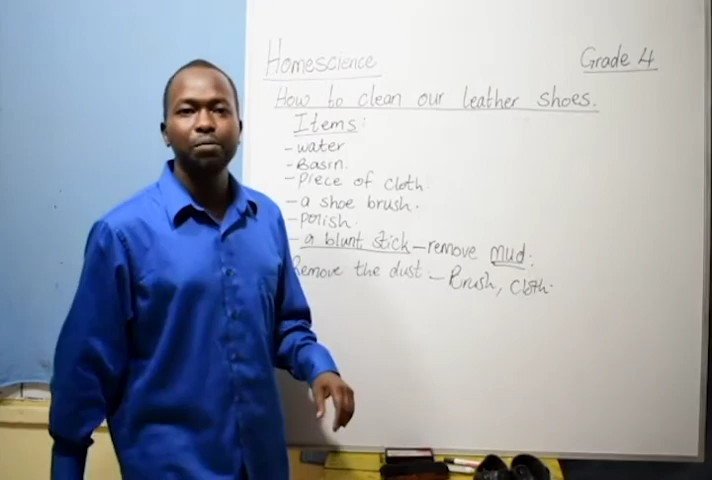 Homescience
Grade 4
How to clean our leather shoes.
Items:
- water
- Basin.
- Piece of cloth.
- a shoe brush.
- Polish.
- a blunt stick - remove mud.
Remove the dust - Brush, cloth.